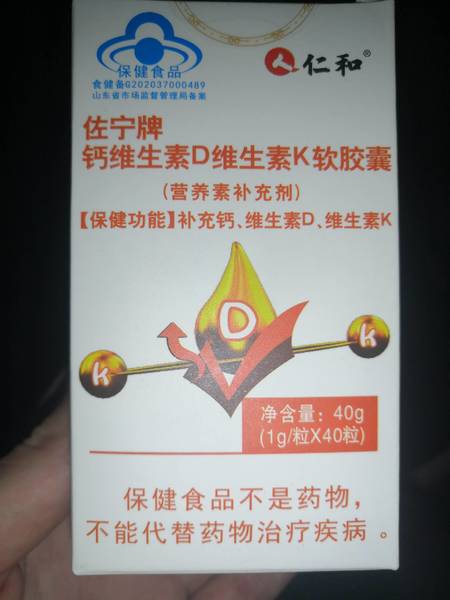 保健食品
食健备G202037000489
山东省市场监督管理局备案
仁和®
佐宁牌
钙维生素D维生素K软胶囊
(营养素补充剂)
【保健功能】补充钙、维生素D、维生素K
D
K
K
净含量：40g
(1g/粒X40粒)
保健食品不是药物，
不能代替药物治疗疾病。